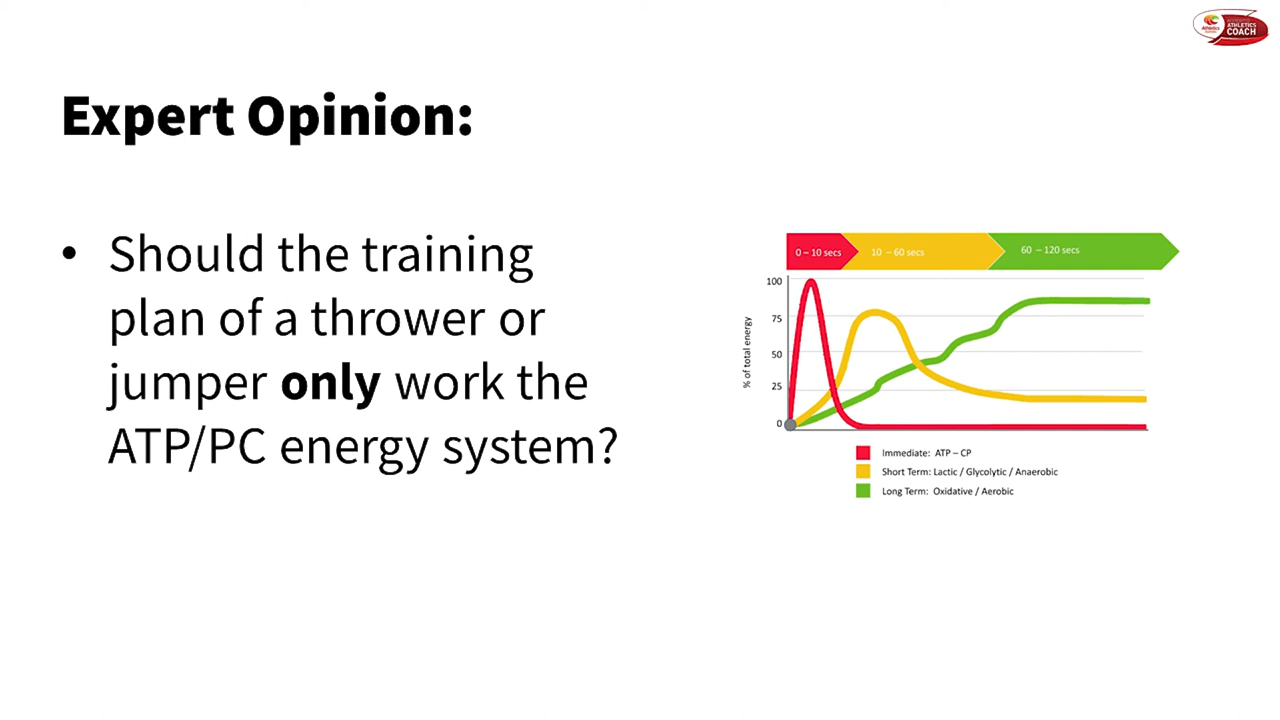 ATHLETICS
COACH
Expert Opinion:
• Should the training
plan of a thrower or
jumper only work the
ATP/PC energy system?
0 – 10 secs
10 – 60 secs
60 – 120 secs
100
75
50
25
0
% of total energy
Immediate: ATP – CP
Short Term: Lactic / Glycolytic / Anaerobic
Long Term: Oxidative / Aerobic